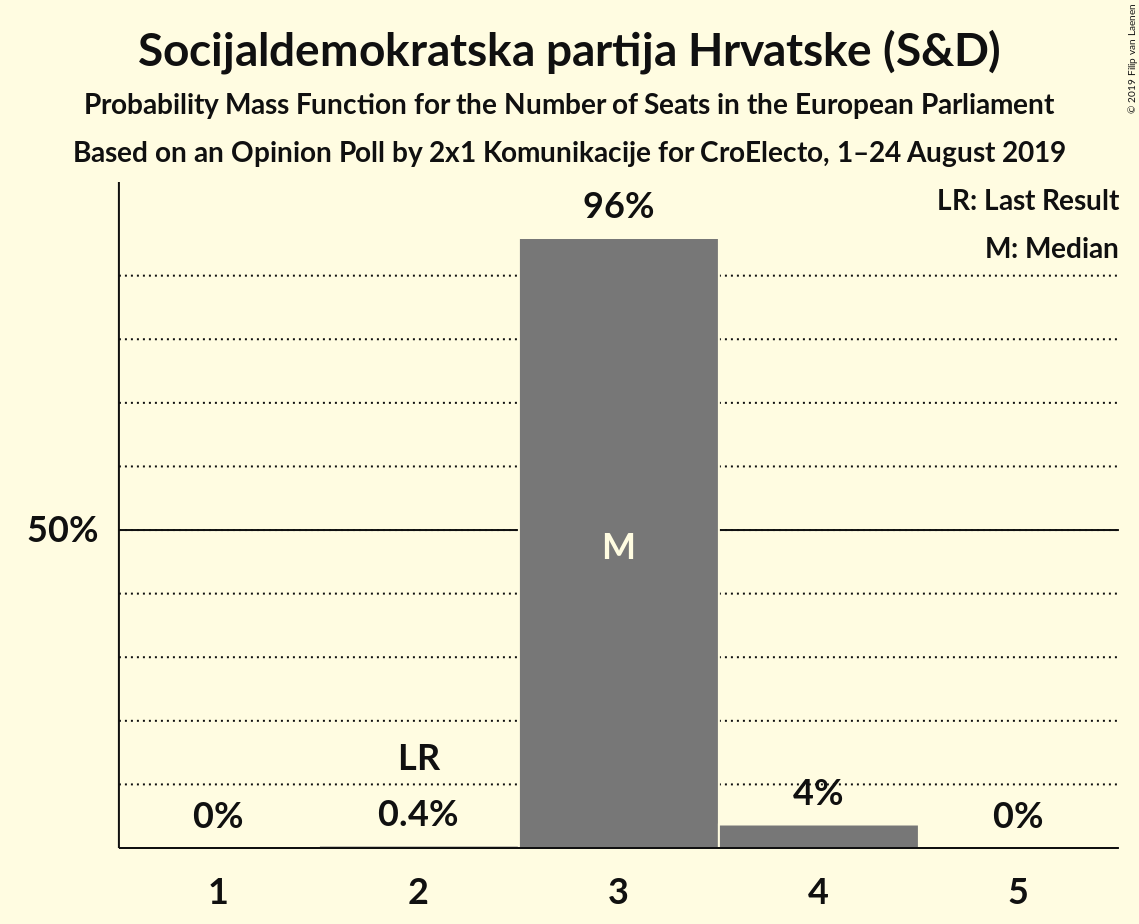 Socijaldemokratska partija Hrvatske (S&D)
Probability Mass Function for the Number of Seats in the European Parliament
Based on an Opinion Poll by 2x1 Komunikacije for CroElecto, 1–24 August 2019
© 2019 Filip van Laenen
LR: Last Result
M: Median
96%
50%
M
LR
0%
0.4%
4%
0%
1
2
3
4
5